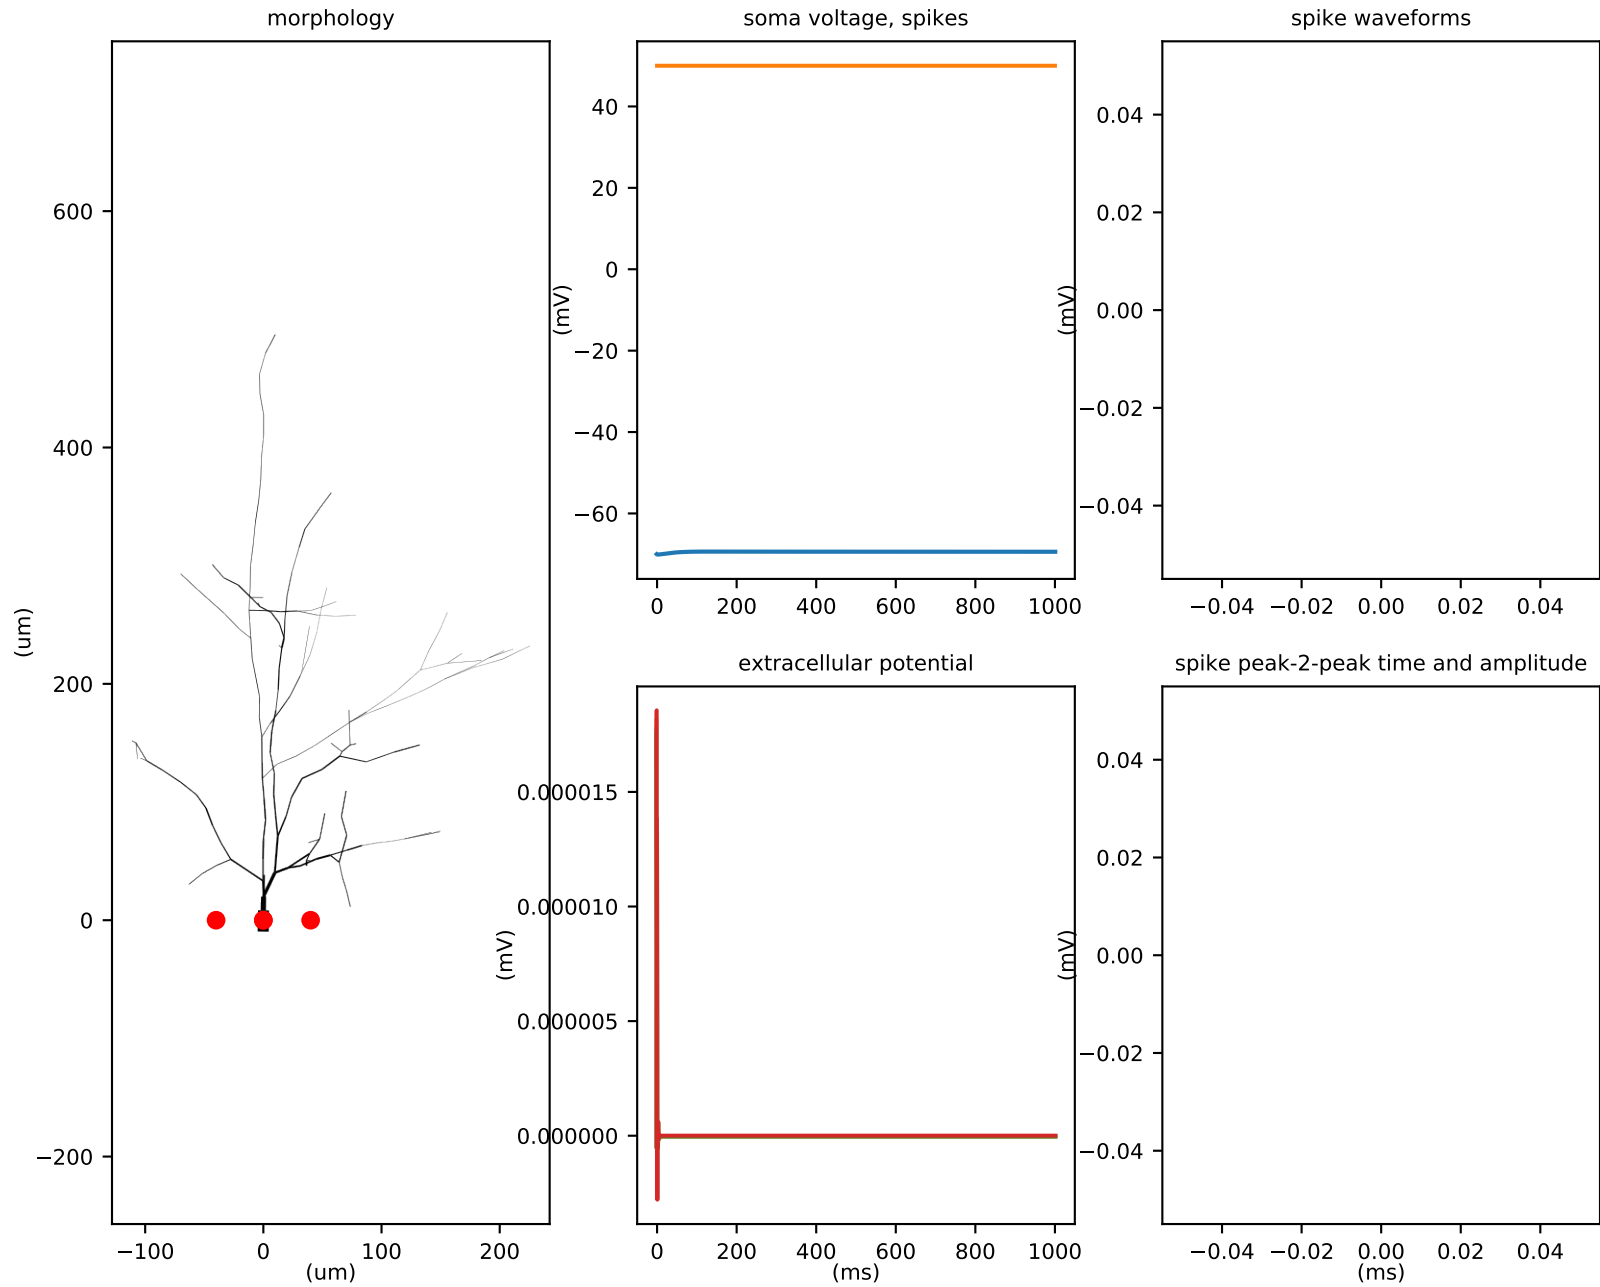 morphology
600
400
200
0
−200
(um)
−100 0 100 200
(um)
soma voltage, spikes
40
20
0
−20
−40
−60
(mV)
0 200 400 600 800 1000
spike waveforms
0.04
0.02
0.00
−0.02
−0.04
(mV)
−0.04 −0.02 0.00 0.02 0.04
extracellular potential
0.000015
0.000010
0.000005
0.000000
(mV)
0 200 400 600 800 1000
(ms)
spike peak-2-peak time and amplitude
0.04
0.02
0.00
−0.02
−0.04
(mV)
−0.04 −0.02 0.00 0.02 0.04
(ms)